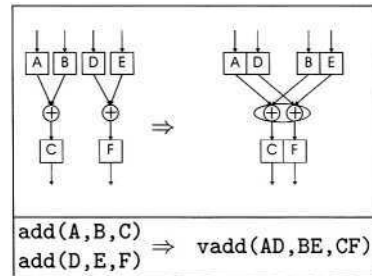 A B D E A D B E
⇒
C F C F
add(A,B,C) ⇒ vadd(AD,BE,CF)
add(D,E,F)